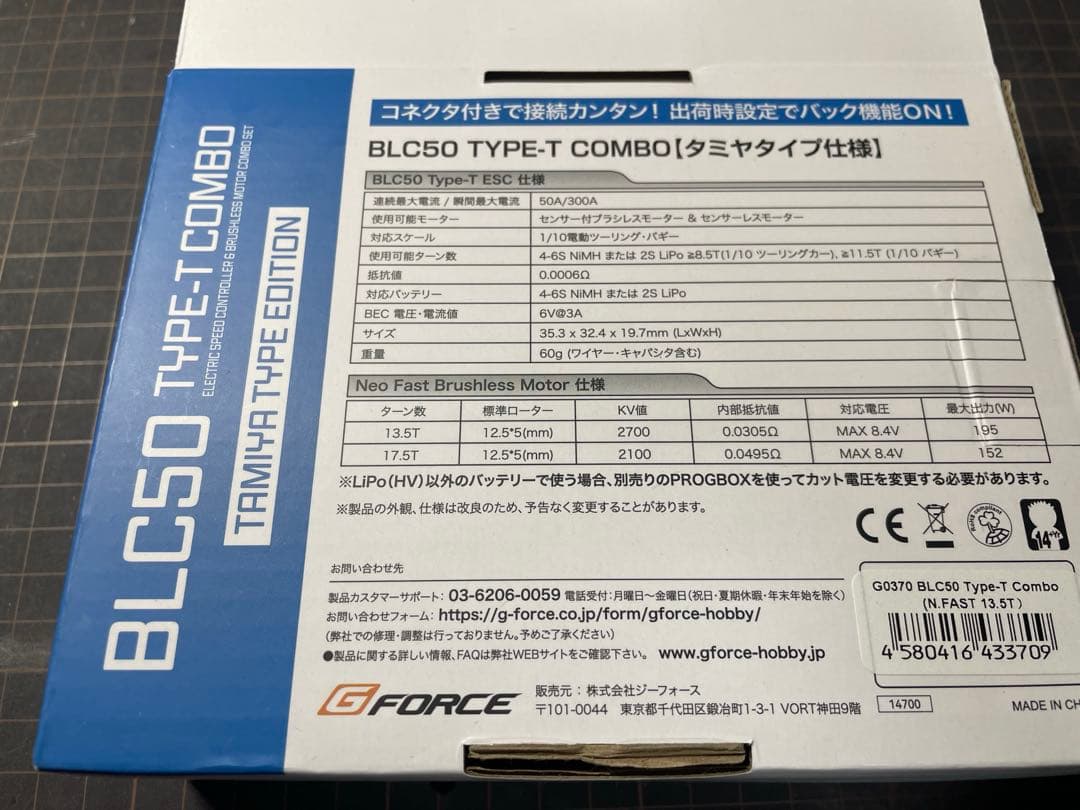 BLC50 TYPE-T COMBO
ELECTRIC SPEED CONTROLLER & BRUSHLESS MOTOR COMBO SET
TAMIYA TYPE EDITION
コネクタ付きで接続カンタン！出荷時設定でバック機能ON！
BLC50 TYPE-T COMBO【タミヤタイプ仕様】
BLC50 Type-T ESC 仕様
連続最大電流 / 瞬間最大電流 50A/300A
使用可能モーター センサー付ブラシレスモーター & センサーレスモーター
対応スケール 1/10電動ツーリング・バギー
使用可能ターン数 4-6S NiMH または 2S LiPo ≧8.5T(1/10 ツーリングカー), ≧11.5T (1/10 バギー)
抵抗値 0.0006Ω
対応バッテリー 4-6S NiMH または 2S LiPo
BEC 電圧・電流値 6V@3A
サイズ 35.3 x 32.4 x 19.7mm (LxWxH)
重量 60g (ワイヤー・キャパシタ含む)
Neo Fast Brushless Motor 仕様
ターン数 標準ローター KV値 内部抵抗値 対応電圧 最大出力(W)
13.5T 12.5*5(mm) 2700 0.0305Ω MAX 8.4V 195
17.5T 12.5*5(mm) 2100 0.0495Ω MAX 8.4V 152
※LiPo(HV)以外のバッテリーで使う場合、別売りのPROGBOXを使ってカット電圧を変更する必要があります。
※製品の外観、仕様は改良のため、予告なく変更することがあります。
CE
RoHS compliant
14+Yr
お問い合わせ先
製品カスタマーサポート： 03-6206-0059 電話受付：月曜日～金曜日(祝日・夏期休暇・年末年始を除く)
お問い合わせフォーム： https://g-force.co.jp/form/gforce-hobby/
(弊社での修理・調整は行っておりません。予めご了承ください)
●製品に関する詳しい情報、FAQは弊社WEBサイトをご確認下さい。 www.gforce-hobby.jp
G0370 BLC50 Type-T Combo
(N.FAST 13.5T)
4 580416 433709
G FORCE
販売元：株式会社ジーフォース
〒101-0044 東京都千代田区鍛冶町1-3-1 VORT神田9階
14700
MADE IN CH